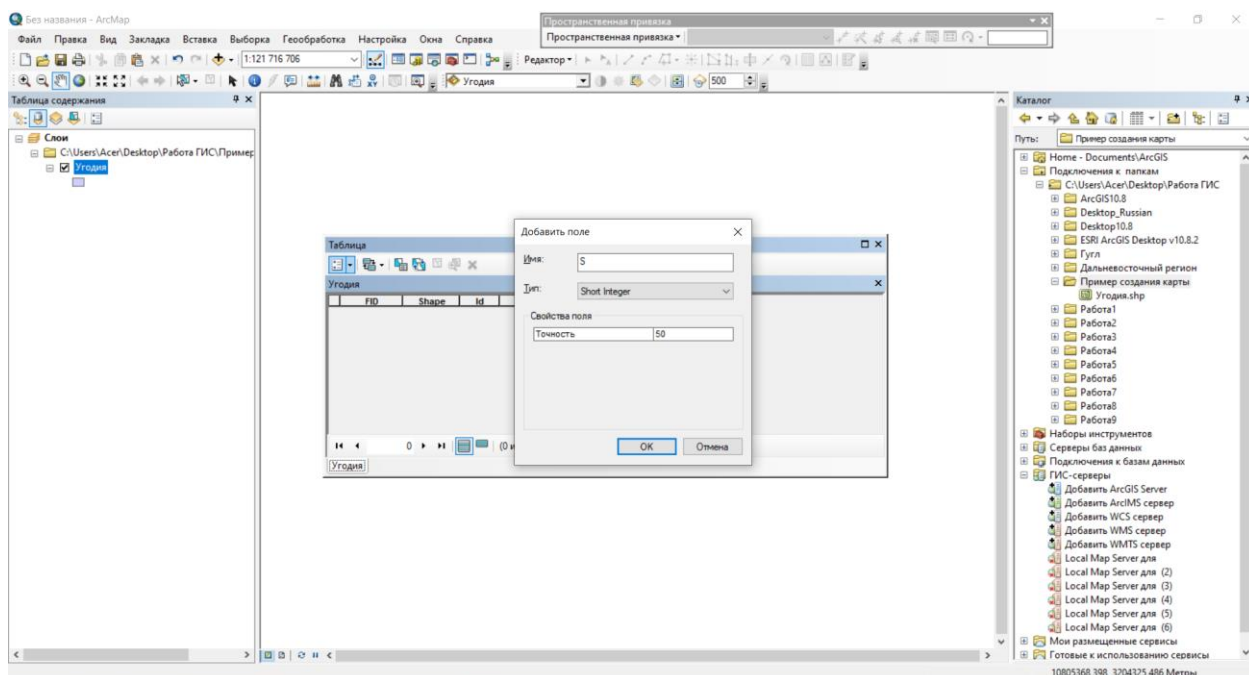 Без названия - ArcMap
Файл Правка Вид Закладка Вставка Выборка Геообработка Настройка Окна Справка
Пространственная привязка
Пространственная привязка
1:121 716 706
Редактор
Угодия
500
Таблица содержания
Слои
C:\Users\Acer\Desktop\Работа ГИС\Пример
Угодия
Таблица
Угодия
FID Shape Id
0
(0 и
Угодия
Добавить поле
Имя:
S
Тип:
Short Integer
Свойства поля
Точность 50
OK Отмена
Каталог
Путь: Пример создания карты
Home - Documents\ArcGIS
Подключения к папкам
C:\Users\Acer\Desktop\Работа ГИС
ArcGIS10.8
Desktop_Russian
Desktop10.8
ESRI ArcGIS Desktop v10.8.2
Гугл
Дальневосточный регион
Пример создания карты
Угодия.shp
Работа1
Работа2
Работа3
Работа4
Работа5
Работа6
Работа7
Работа8
Работа9
Наборы инструментов
Серверы баз данных
Подключения к базам данных
ГИС-серверы
Добавить ArcGIS Server
Добавить ArcIMS сервер
Добавить WCS сервер
Добавить WMS сервер
Добавить WMTS сервер
Local Map Server для
Local Map Server для (2)
Local Map Server для (3)
Local Map Server для (4)
Local Map Server для (5)
Local Map Server для (6)
Мои размещенные сервисы
Готовые к использованию сервисы
10805368,398 3204325,486 Метры